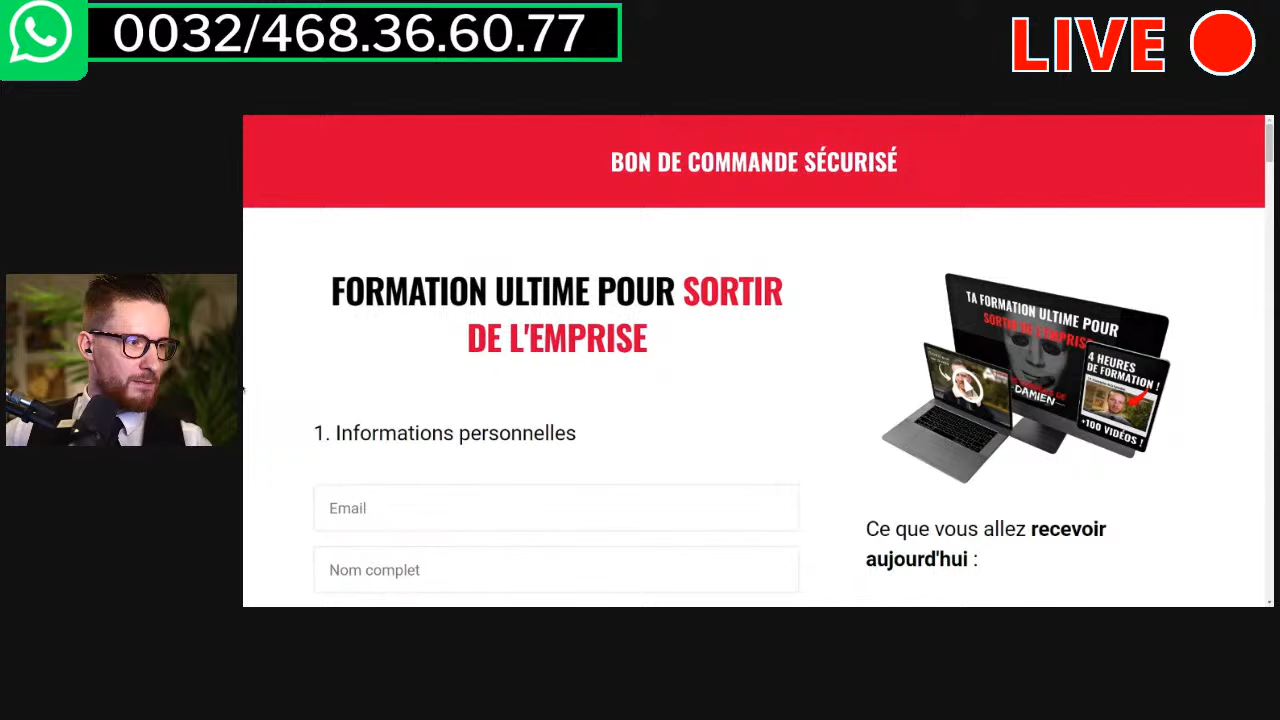 0032/468.36.60.77
LIVE
BON DE COMMANDE SÉCURISÉ
FORMATION ULTIME POUR SORTIR
DE L'EMPRISE
1. Informations personnelles
Email
Nom complet
TA FORMATION ULTIME POUR
SORTIR DE L'EMPRISE
DAMIEN
4 HEURES
DE FORMATION !
+100 VIDÉOS !
Ce que vous allez recevoir
aujourd'hui :